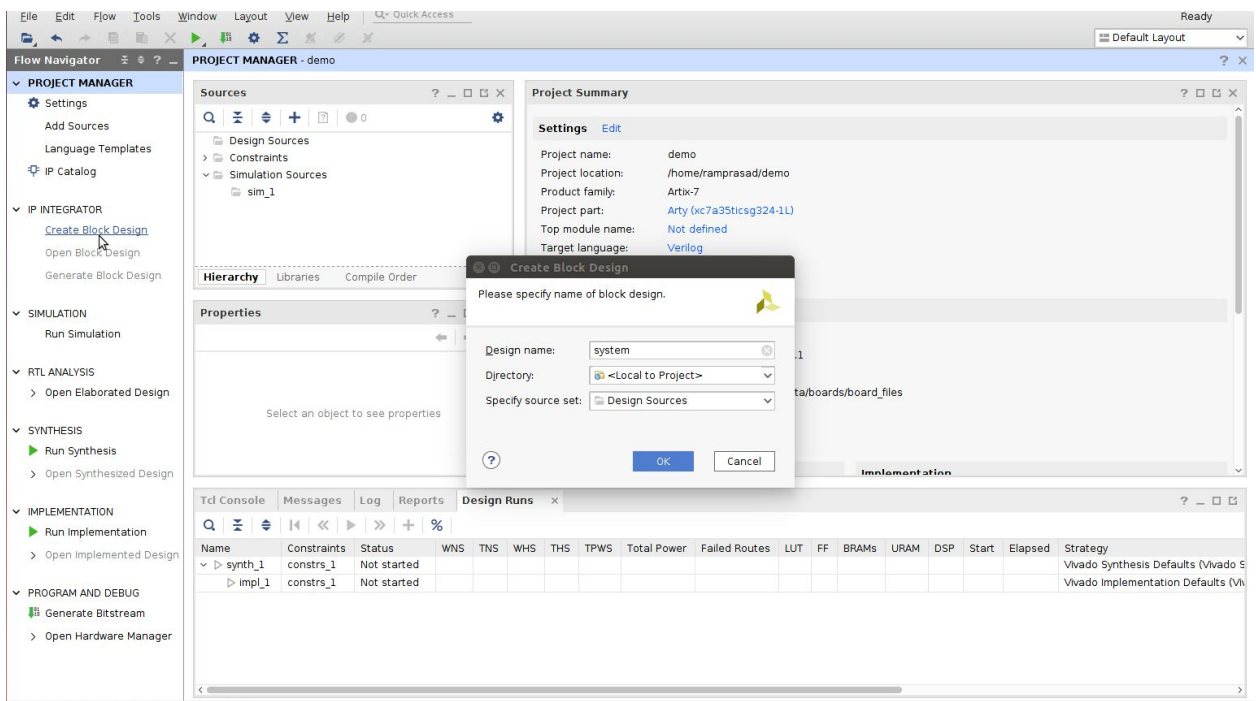 File Edit Flow Tools Window Layout View Help Quick Access Ready
Default Layout
Flow Navigator PROJECT MANAGER - demo
PROJECT MANAGER
Settings
Add Sources
Language Templates
IP Catalog
IP INTEGRATOR
Create Block Design
Open Block Design
Generate Block Design
SIMULATION
Run Simulation
RTL ANALYSIS
Open Elaborated Design
SYNTHESIS
Run Synthesis
Open Synthesized Design
IMPLEMENTATION
Run Implementation
Open Implemented Design
PROGRAM AND DEBUG
Generate Bitstream
Open Hardware Manager
Sources
0
Design Sources
Constraints
Simulation Sources
sim_1
Hierarchy Libraries Compile Order
Properties
Select an object to see properties
Project Summary
Settings Edit
Project name: demo
Project location: /home/ramprasad/demo
Product family: Artix-7
Project part: Arty (xc7a35ticsg324-1L)
Top module name: Not defined
Target language: Verilog
.1
ta/boards/board_files
Implementation
Create Block Design
Please specify name of block design.
Design name: system
Directory: <Local to Project>
Specify source set: Design Sources
? OK Cancel
Tcl Console Messages Log Reports Design Runs
Name Constraints Status WNS TNS WHS THS TPWS Total Power Failed Routes LUT FF BRAMs URAM DSP Start Elapsed Strategy
synth_1 constrs_1 Not started Vivado Synthesis Defaults (Vivado S
impl_1 constrs_1 Not started Vivado Implementation Defaults (Viv